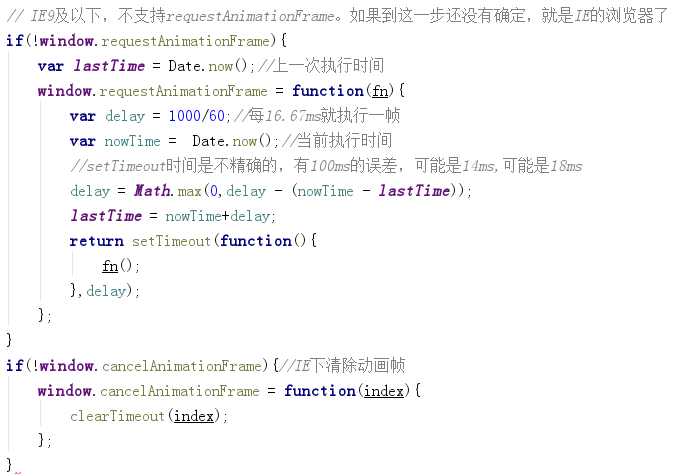 // IE9及以下，不支持requestAnimationFrame。如果到这一步还没有确定，就是IE的浏览器了
if(!window.requestAnimationFrame){
    var lastTime = Date.now();//上一次执行时间
    window.requestAnimationFrame = function(fn){
        var delay = 1000/60;//每16.67ms就执行一帧
        var nowTime =  Date.now();//当前执行时间
        //setTimeout时间是不精确的，有100ms的误差，可能是14ms,可能是18ms
        delay = Math.max(0,delay - (nowTime - lastTime));
        lastTime = nowTime+delay;
        return setTimeout(function(){
            fn();
        },delay);
    };
}
if(!window.cancelAnimationFrame){//IE下清除动画帧
    window.cancelAnimationFrame = function(index){
        clearTimeout(index);
    };
}